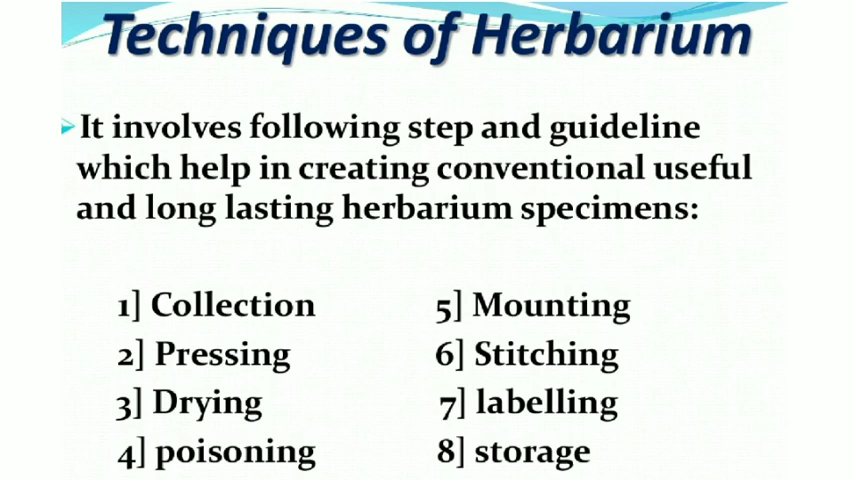 Techniques of Herbarium
It involves following step and guideline
which help in creating conventional useful
and long lasting herbarium specimens:
1] Collection
2] Pressing
3] Drying
4] poisoning
5] Mounting
6] Stitching
7] labelling
8] storage